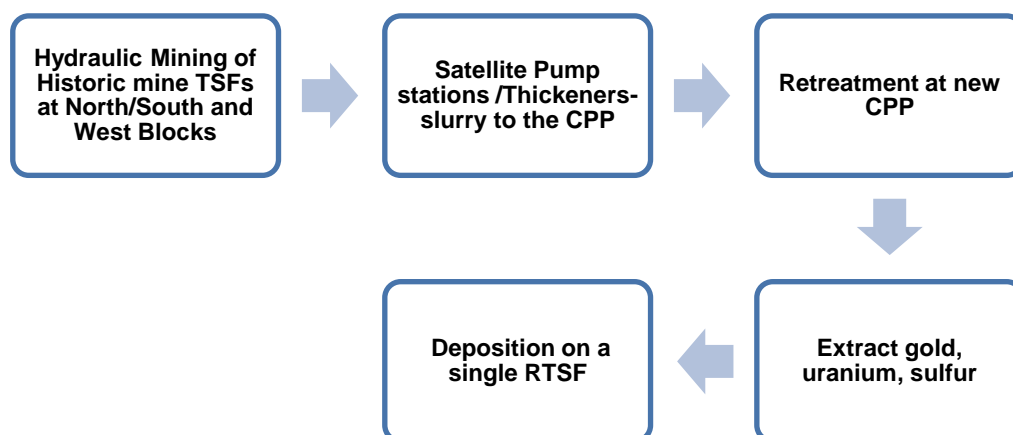 Hydraulic Mining of
Historic mine TSFs
at North/South and
West Blocks
Satellite Pump
stations /Thickeners-
slurry to the CPP
Retreatment at new
CPP
Extract gold,
uranium, sulfur
Deposition on a
single RTSF